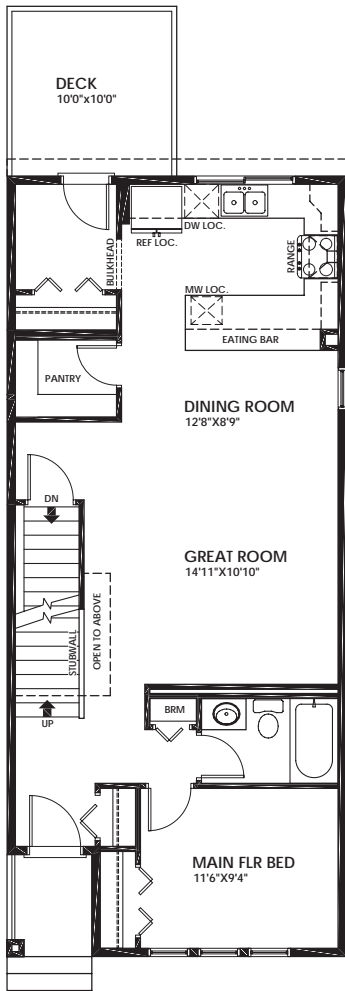 DECK
10'0"x10'0"
DW LOC.
REF LOC.
BULKHEAD
RANGE
MW LOC.
EATING BAR
PANTRY
DINING ROOM
12'8"X8'9"
DN
GREAT ROOM
14'11"X10'10"
OPEN TO ABOVE
STUBWALL
UP
BRM
MAIN FLR BED
11'6"X9'4"